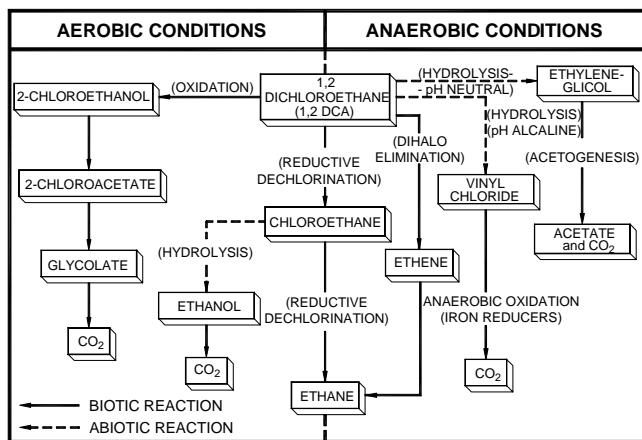 AEROBIC CONDITIONS
ANAEROBIC CONDITIONS
2-CHLOROETHANOL
(OXIDATION)
1,2
DICHLOROETHANE
(1,2 DCA)
(HYDROLYSIS-
- pH NEUTRAL)
ETHYLENE-
GLICOL
(HYDROLYSIS)
(pH ALCALINE)
(REDUCTIVE
DECHLORINATION)
(DIHALO
ELIMINATION)
(ACETOGENESIS)
2-CHLOROACETATE
VINYL
CHLORIDE
CHLOROETHANE
ACETATE
and CO₂
(HYDROLYSIS)
GLYCOLATE
ETHENE
ETHANOL
(REDUCTIVE
DECHLORINATION)
ANAEROBIC OXIDATION
(IRON REDUCERS)
CO₂
CO₂
CO₂
ETHANE
BIOTIC REACTION
ABIOTIC REACTION